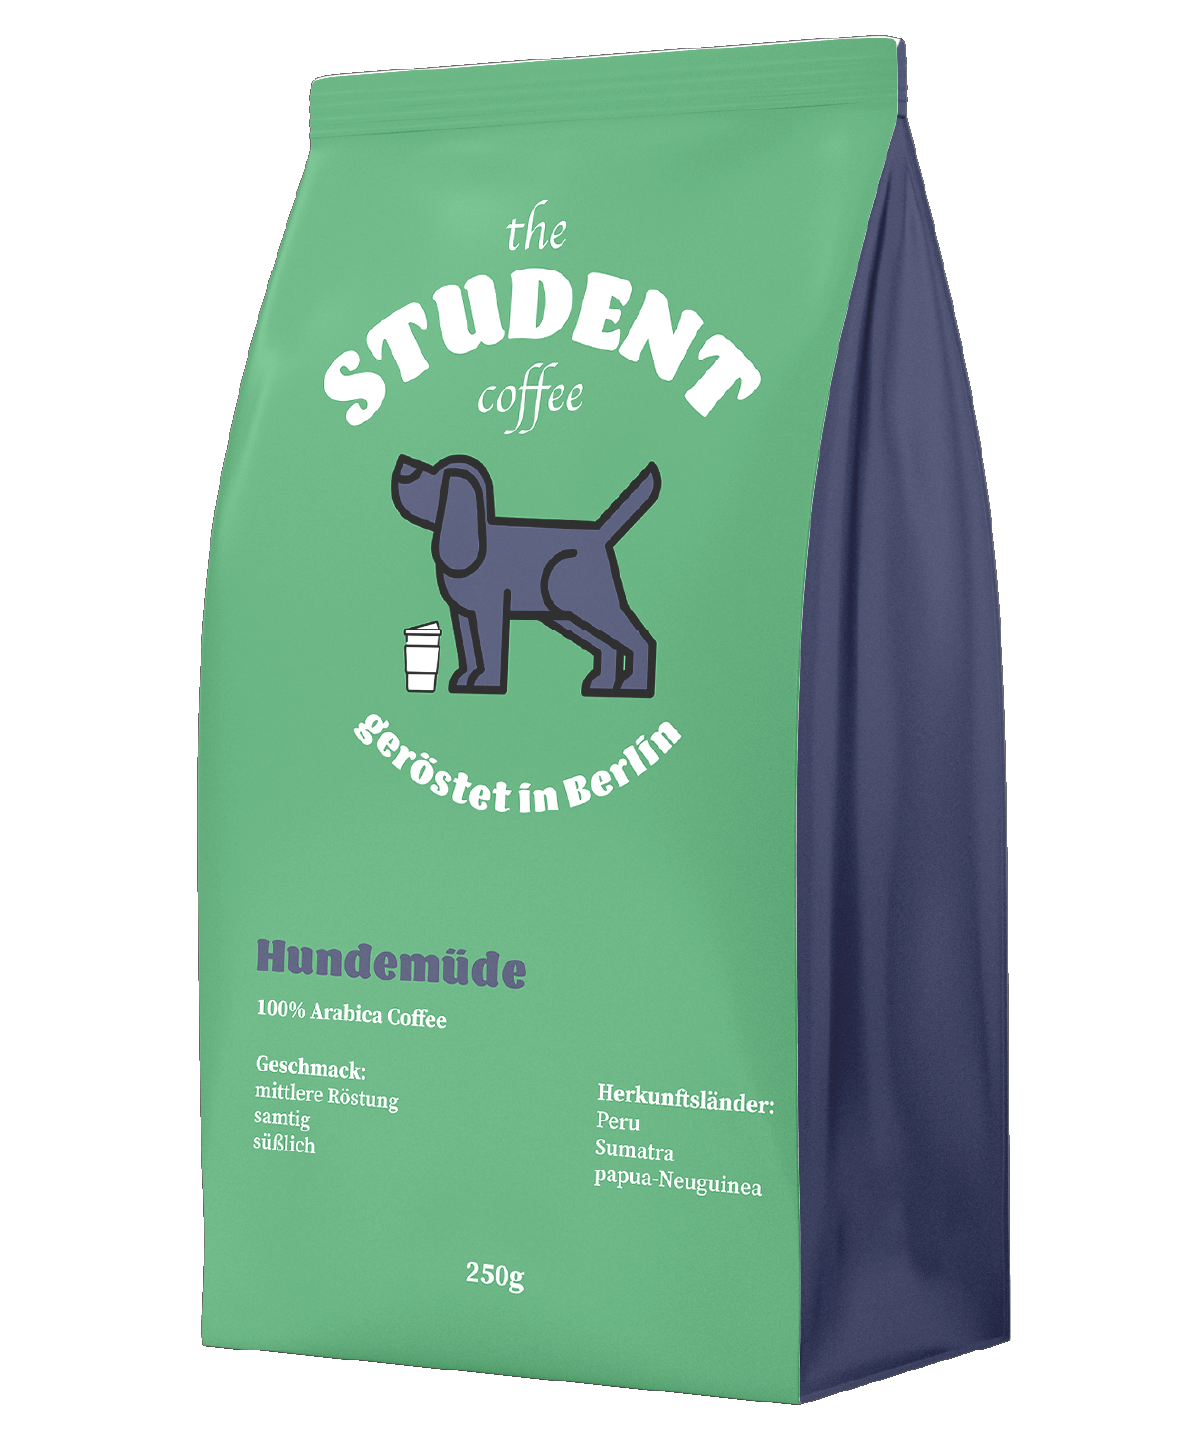 the
STUDENT
coffee
geröstet in Berlin
Hundemüde
100% Arabica Coffee
Geschmack:
mittlere Röstung
samtig
süßlich
Herkunftsländer:
Peru
Sumatra
papua-Neuguinea
250g